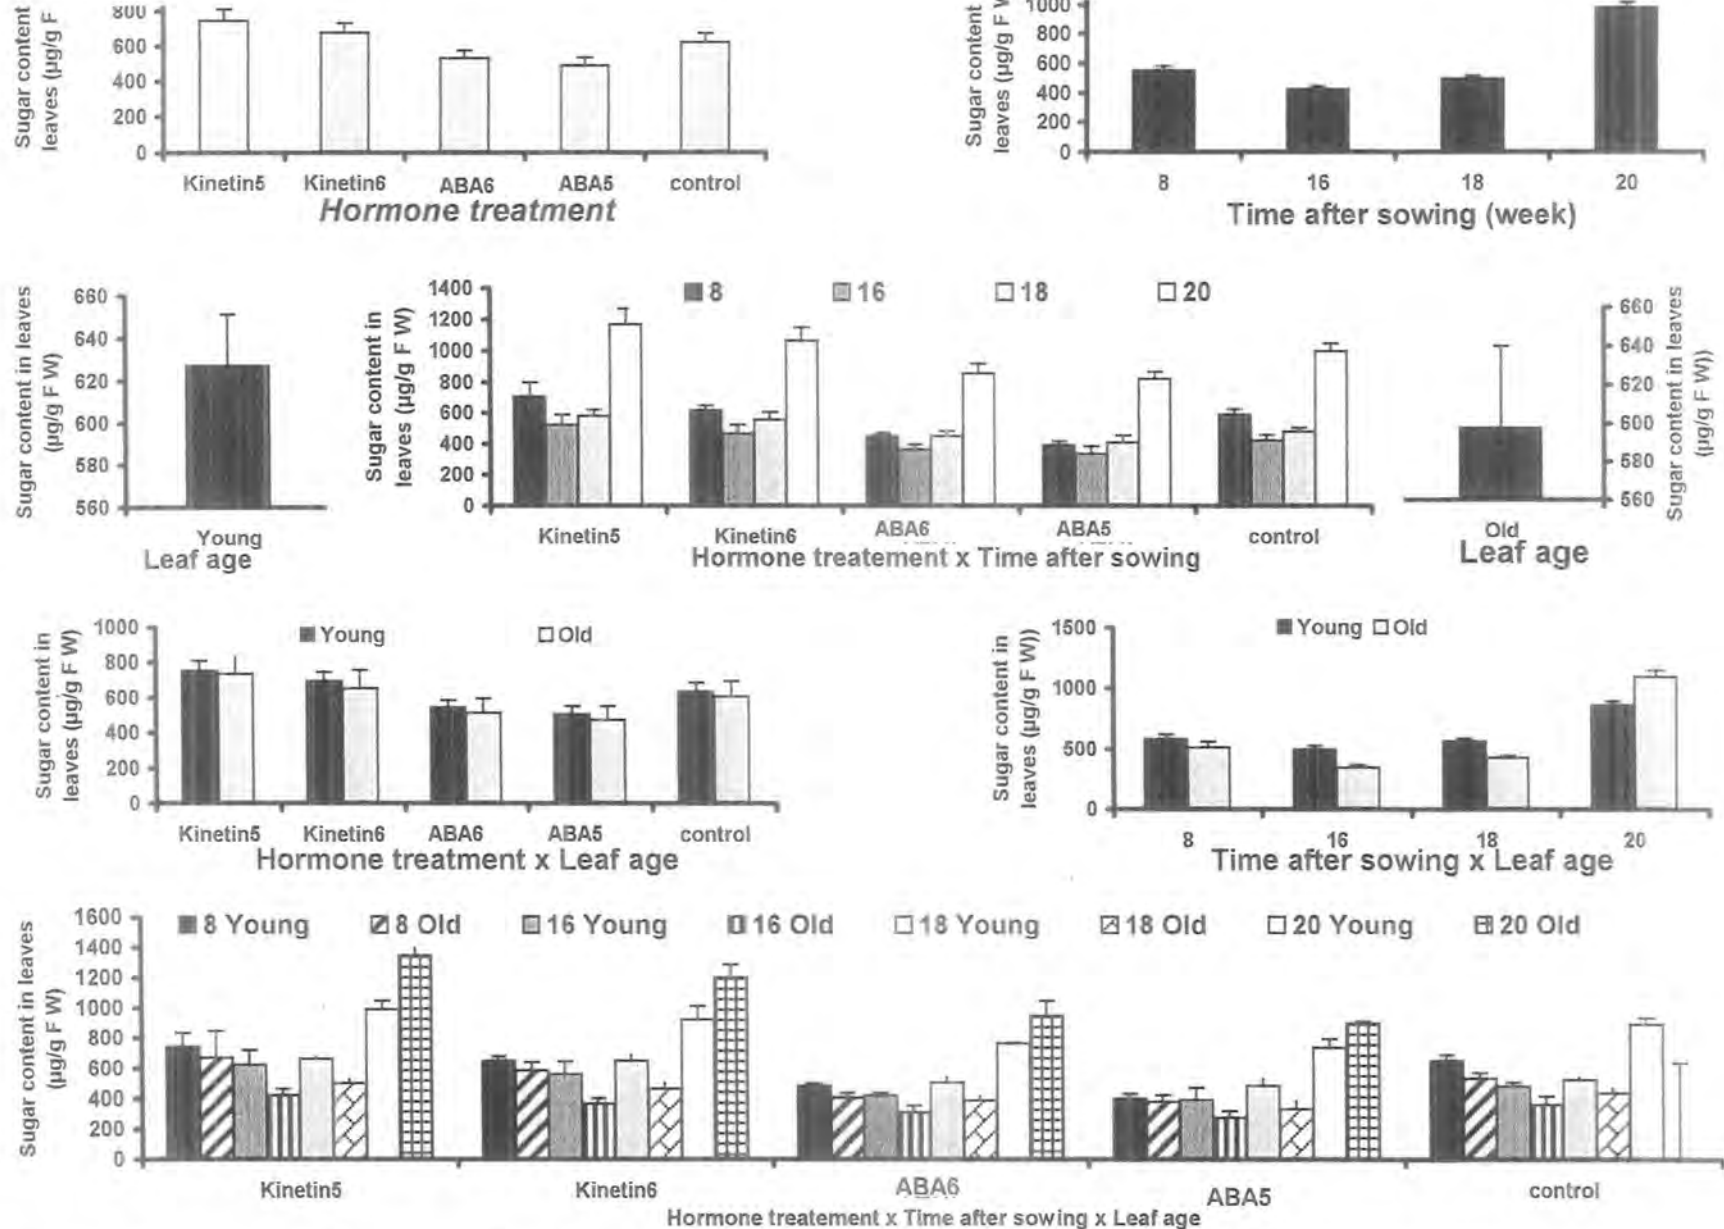 Sugar content
leaves (µg/g F
800
600
400
200
0
Kinetin5 Kinetin6 ABA6 ABA5 control
Hormone treatment
Sugar content
leaves (µg/g F W
1000
800
600
400
200
0
8 16 18 20
Time after sowing (week)
Sugar content in leaves
(µg/g F W)
660
640
620
600
580
560
Young
Leaf age
Sugar content in
leaves (µg/g F W)
1400
1200
1000
800
600
400
200
0
8 16 18 20
Kinetin5 Kinetin6 ABA6 ABA5 control
Hormone treatement x Time after sowing
660
640
620
600
580
560
Sugar content in leaves
(µg/g F W))
Old
Leaf age
Sugar content in
leaves (µg/g F W)
1000
800
600
400
200
0
Young Old
Kinetin5 Kinetin6 ABA6 ABA5 control
Hormone treatment x Leaf age
Sugar content in
leaves (µg/g F W))
1500
1000
500
0
Young Old
8 16 18 20
Time after sowing x Leaf age
Sugar content in leaves
(µg/g F W)
1600
1400
1200
1000
800
600
400
200
0
8 Young 8 Old 16 Young 16 Old 18 Young 18 Old 20 Young 20 Old
Kinetin5 Kinetin6 ABA6 ABA5 control
Hormone treatement x Time after sowing x Leaf age